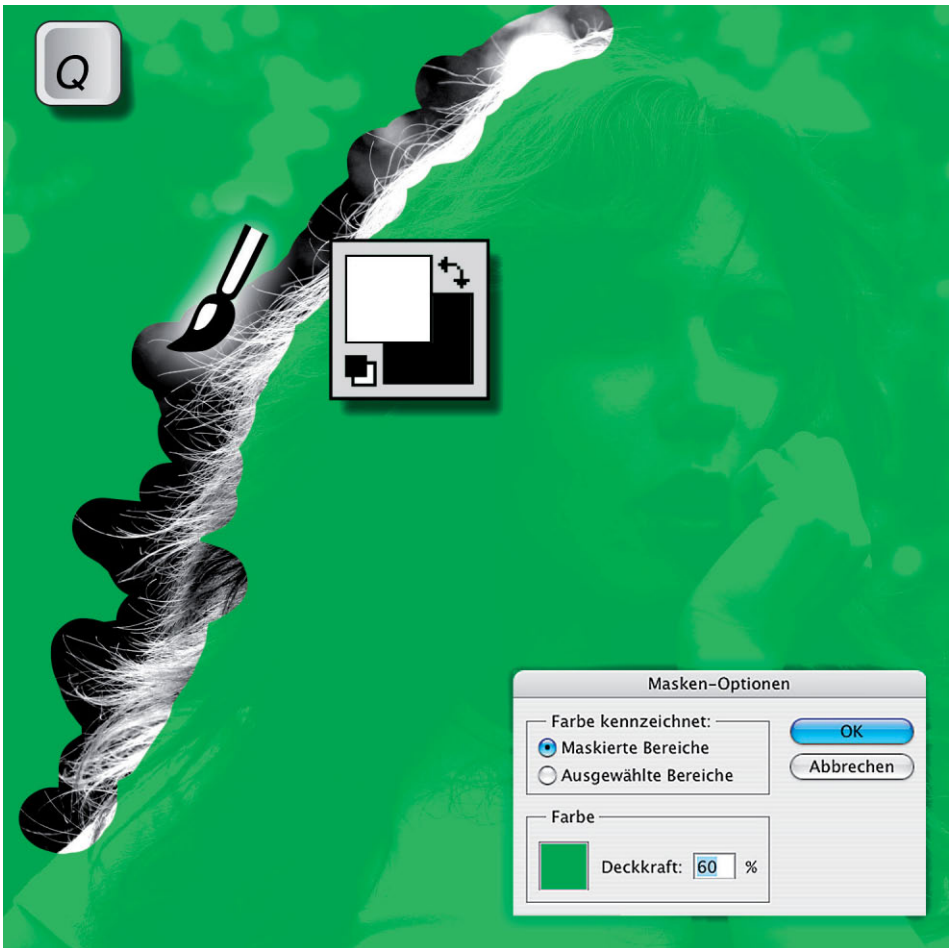 Q
Masken-Optionen
Farbe kennzeichnet:
Maskierte Bereiche
Ausgewählte Bereiche
OK
Abbrechen
Farbe
Deckkraft: 60 %